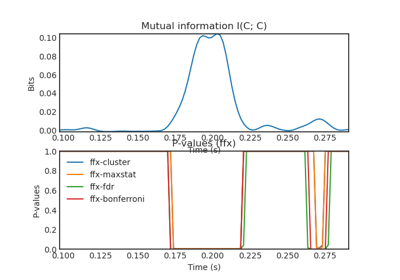 Mutual information I(C; C)
0.10
0.08
0.06
0.04
0.02
0.00
Bits
0.100 0.125 0.150 0.175 0.200 0.225 0.250 0.275
Time (s)
P-values (ffx)
1.0
0.8
0.6
0.4
0.2
0.0
P-values
ffx-cluster
ffx-maxstat
ffx-fdr
ffx-bonferroni
0.100 0.125 0.150 0.175 0.200 0.225 0.250 0.275
Time (s)